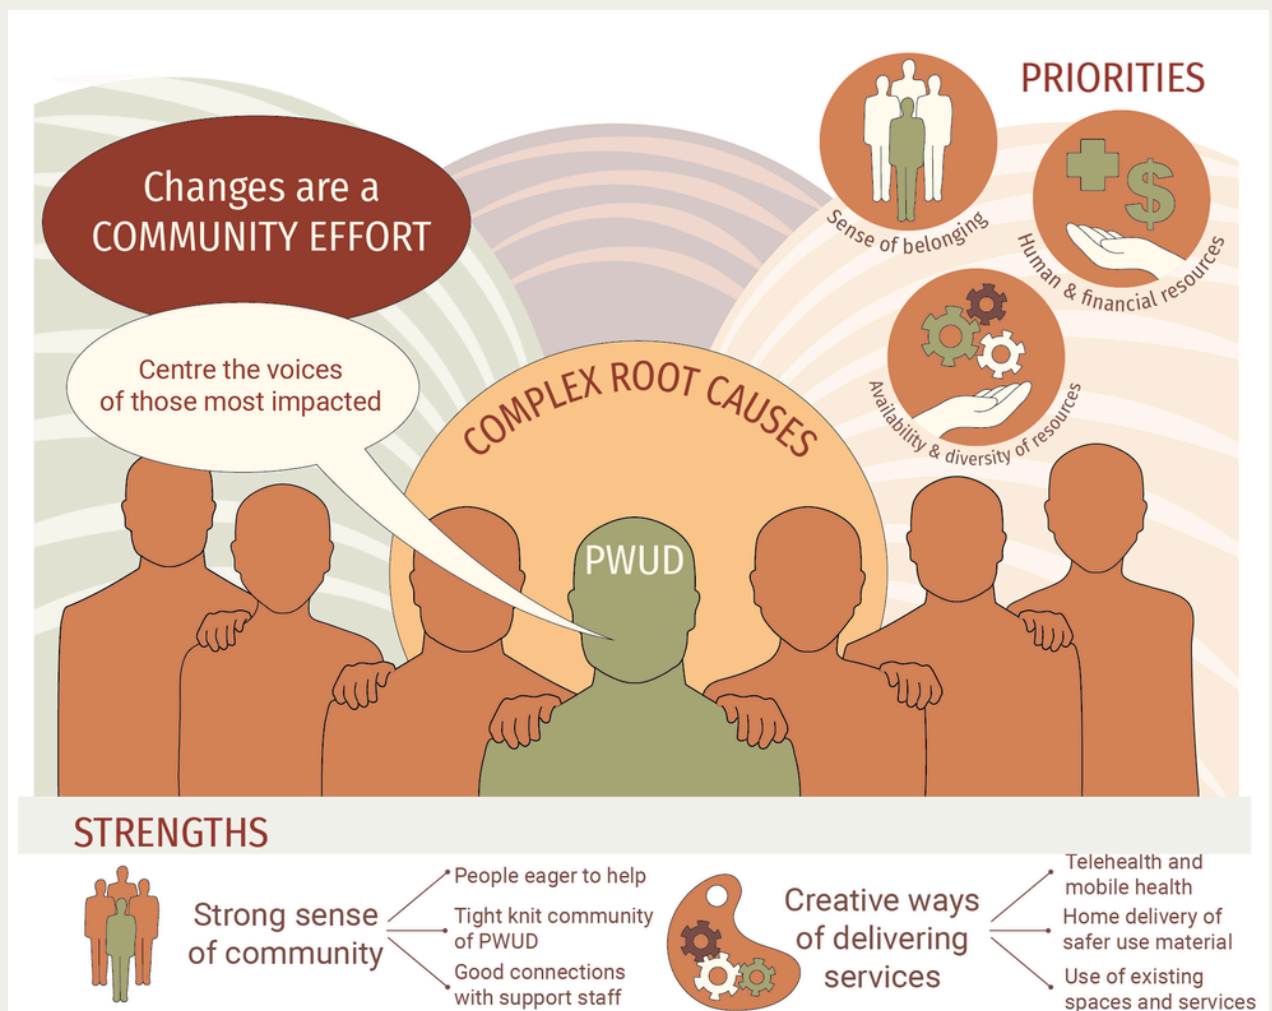 Changes are a
COMMUNITY EFFORT
Centre the voices
of those most impacted
COMPLEX ROOT CAUSES
PWUD
PRIORITIES
Sense of belonging
Human & financial resources
Availability & diversity of resources
STRENGTHS
Strong sense
of community
People eager to help
Tight knit community
of PWUD
Good connections
with support staff
Creative ways
of delivering
services
Telehealth and
mobile health
Home delivery of
safer use material
Use of existing
spaces and services